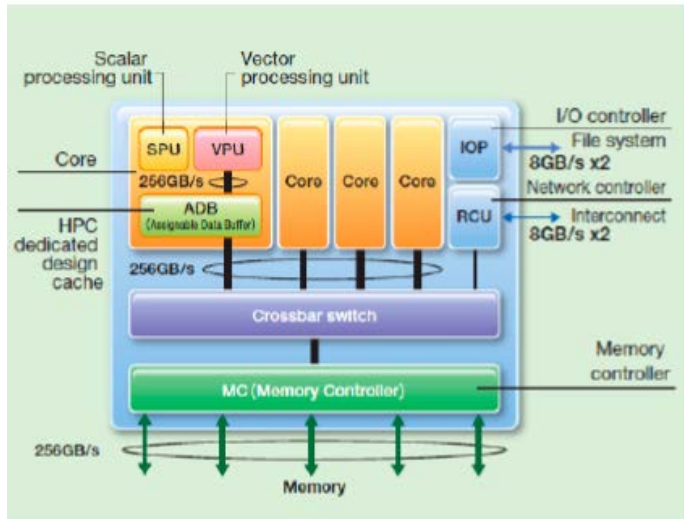 Scalar
processing unit
Vector
processing unit
I/O controller
File system
8GB/s x2
Network controller
Interconnect
8GB/s x2
Core
SPU
VPU
256GB/s
ADB
(Assignable Data Buffer)
Core
Core
Core
IOP
RCU
HPC
dedicated
design
cache
256GB/s
Crossbar switch
Memory
controller
MC (Memory Controller)
256GB/s
Memory